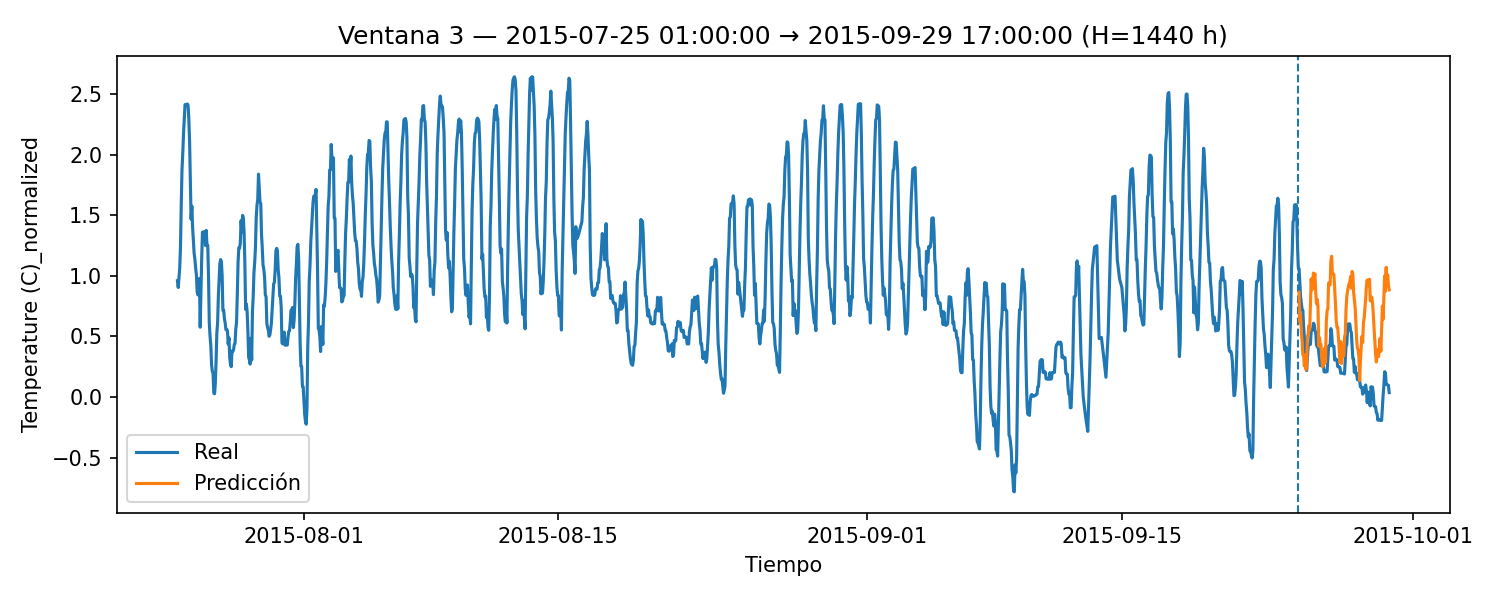 Ventana 3 — 2015-07-25 01:00:00 → 2015-09-29 17:00:00 (H=1440 h)
Temperature (C)_normalized
2.5
2.0
1.5
1.0
0.5
0.0
−0.5
Real
Predicción
2015-08-01
2015-08-15
2015-09-01
2015-09-15
2015-10-01
Tiempo